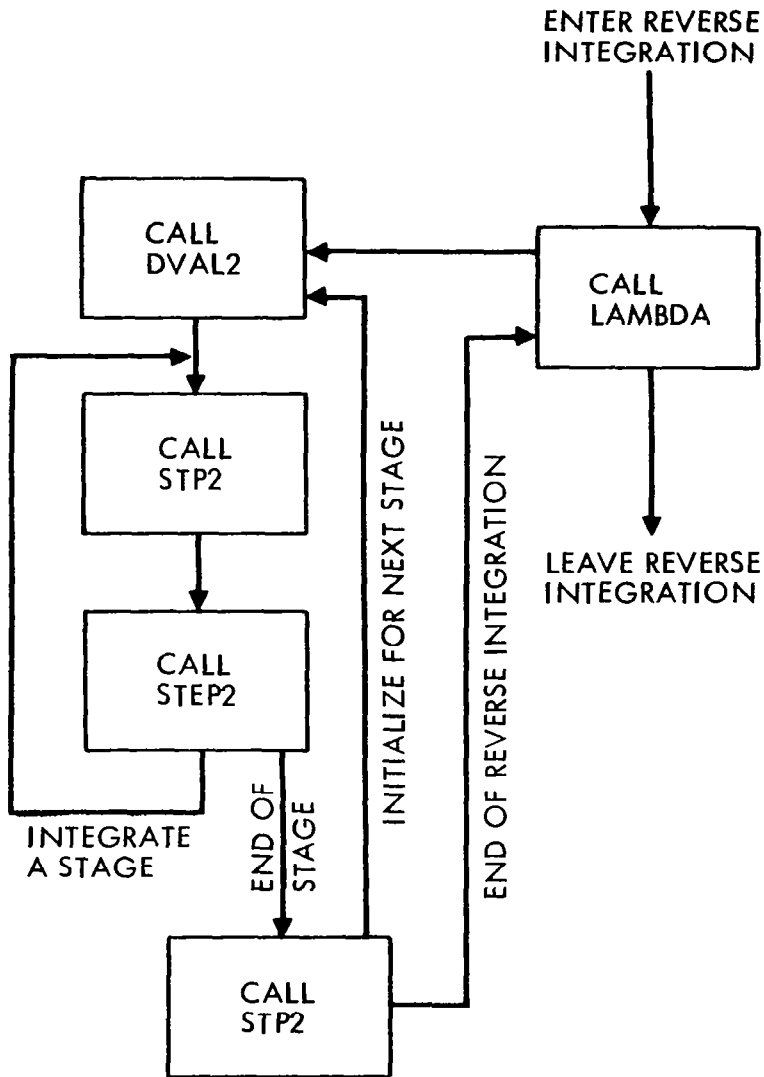 ENTER REVERSE
INTEGRATION
CALL
DVAL2
CALL
LAMBDA
CALL
STP2
LEAVE REVERSE
INTEGRATION
CALL
STEP2
INITIALIZE FOR NEXT STAGE
END OF REVERSE INTEGRATION
INTEGRATE
A STAGE
END OF
STAGE
CALL
STP2